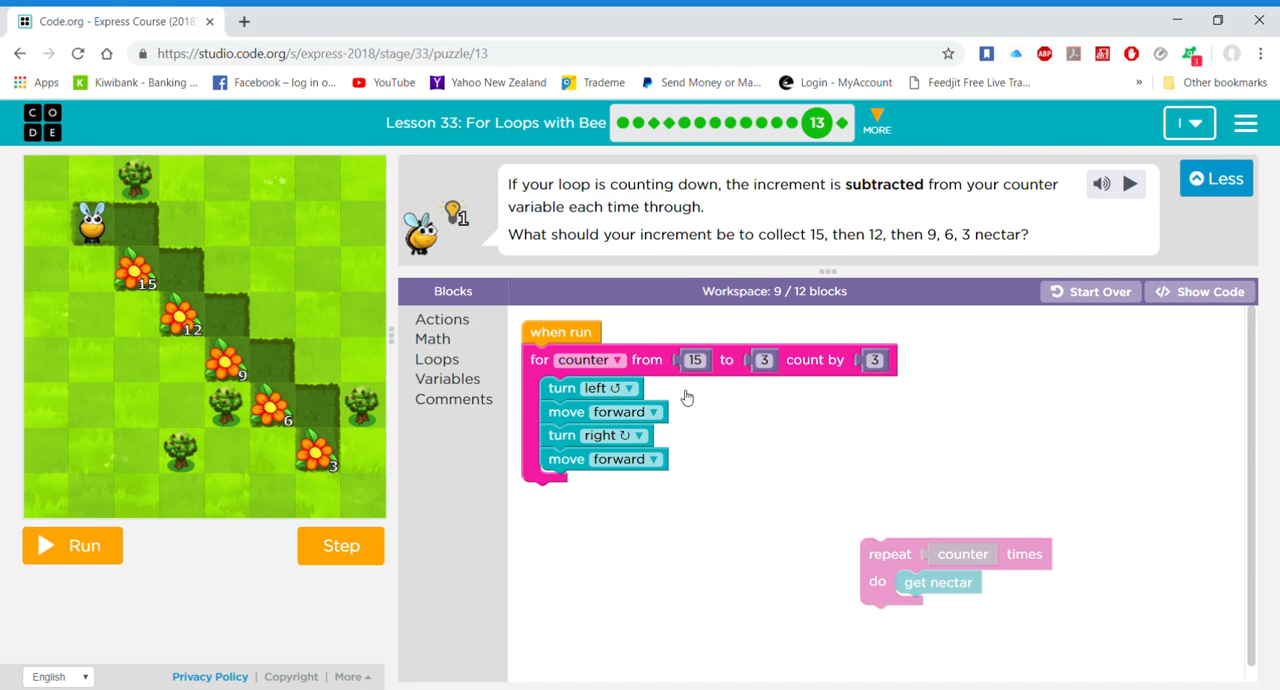 Code.org - Express Course (2018
https://studio.code.org/s/express-2018/stage/33/puzzle/13
ABP
3
Apps
Kiwibank - Banking ...
Facebook – log in o...
YouTube
Yahoo New Zealand
Trademe
Send Money or Ma...
Login - MyAccount
Feedjit Free Live Tra...
»
Other bookmarks
C O
D E
Lesson 33: For Loops with Bee
13
MORE
I
If your loop is counting down, the increment is subtracted from your counter
variable each time through.
What should your increment be to collect 15, then 12, then 9, 6, 3 nectar?
1
Less
15
12
9
6
3
Blocks
Workspace: 9 / 12 blocks
Start Over
</> Show Code
Actions
Math
Loops
Variables
Comments
when run
for counter from 15 to 3 count by 3
turn left
move forward
turn right
move forward
repeat counter times
do get nectar
Run
Step
English
Privacy Policy | Copyright | More